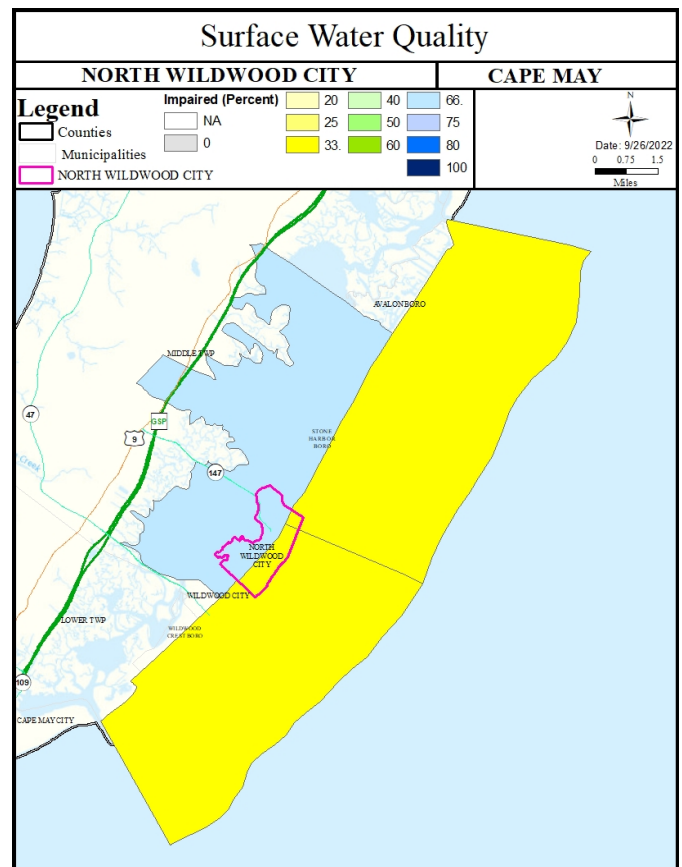 Surface Water Quality
NORTH WILDWOOD CITY
CAPE MAY
Legend
Counties
Municipalities
NORTH WILDWOOD CITY
Impaired (Percent)
NA
0
20
25
33.
40
50
60
66.
75
80
100
N
Date: 9/26/2022
0 0.75 1.5
Miles
AVALON BORO
MIDDLE TWP
47
GSP
9
STONE
HARBOR
BORO
147
Creek
NORTH
WILDWOOD
CITY
WILDWOOD CITY
LOWER TWP
WILDWOOD
CREST BORO
109
CAPE MAY CITY